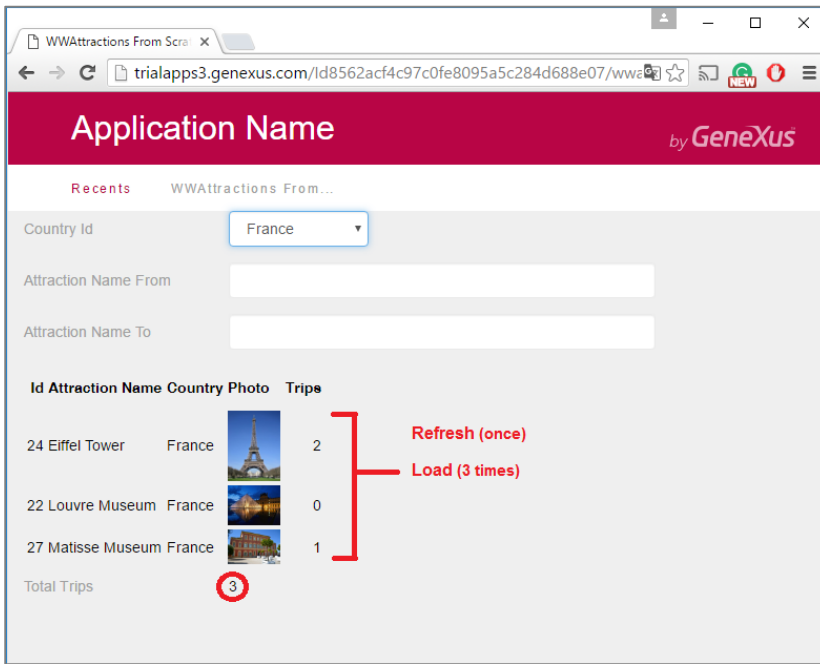 WWAttractions From Scra
trialapps3.genexus.com/Id8562acf4c97c0fe8095a5c284d688e07/wwa
NEW
Application Name
by GeneXus
Recents WWAttractions From...
Country Id France
Attraction Name From
Attraction Name To
Id Attraction Name Country Photo Trips
Refresh (once)
24 Eiffel Tower France 2
Load (3 times)
22 Louvre Museum France 0
27 Matisse Museum France 1
Total Trips 3